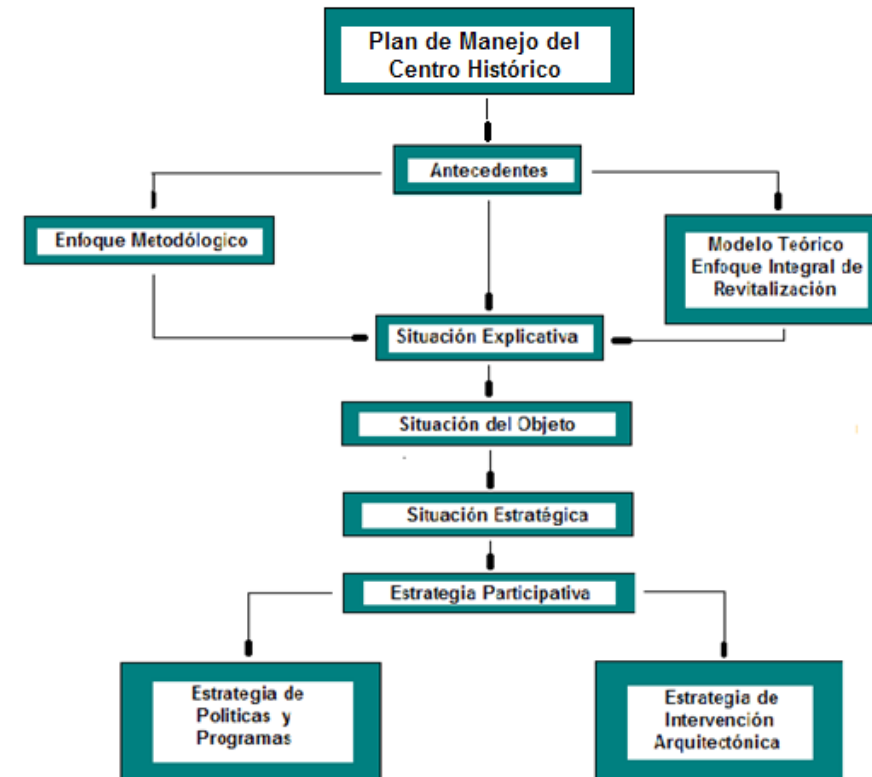 Plan de Manejo del
Centro Histórico
Antecedentes
Enfoque Metodólogico
Modelo Teórico
Enfoque Integral de
Revitalización
Situación Explicativa
Situación del Objeto
Situación Estratégica
Estrategia Participativa
Estrategia de
Politicas y
Programas
Estrategia de
Intervención
Arquitectónica